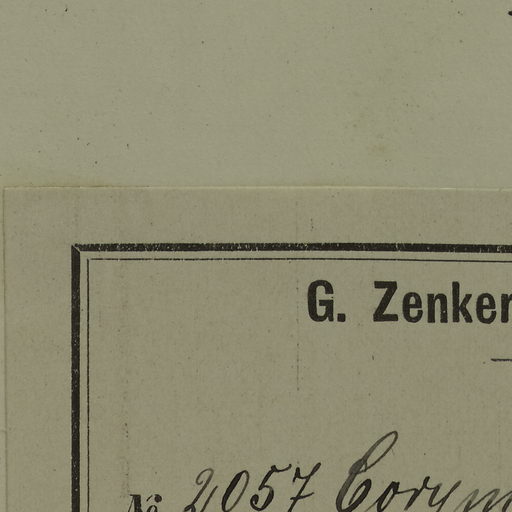 G. Zenker
№ 2057